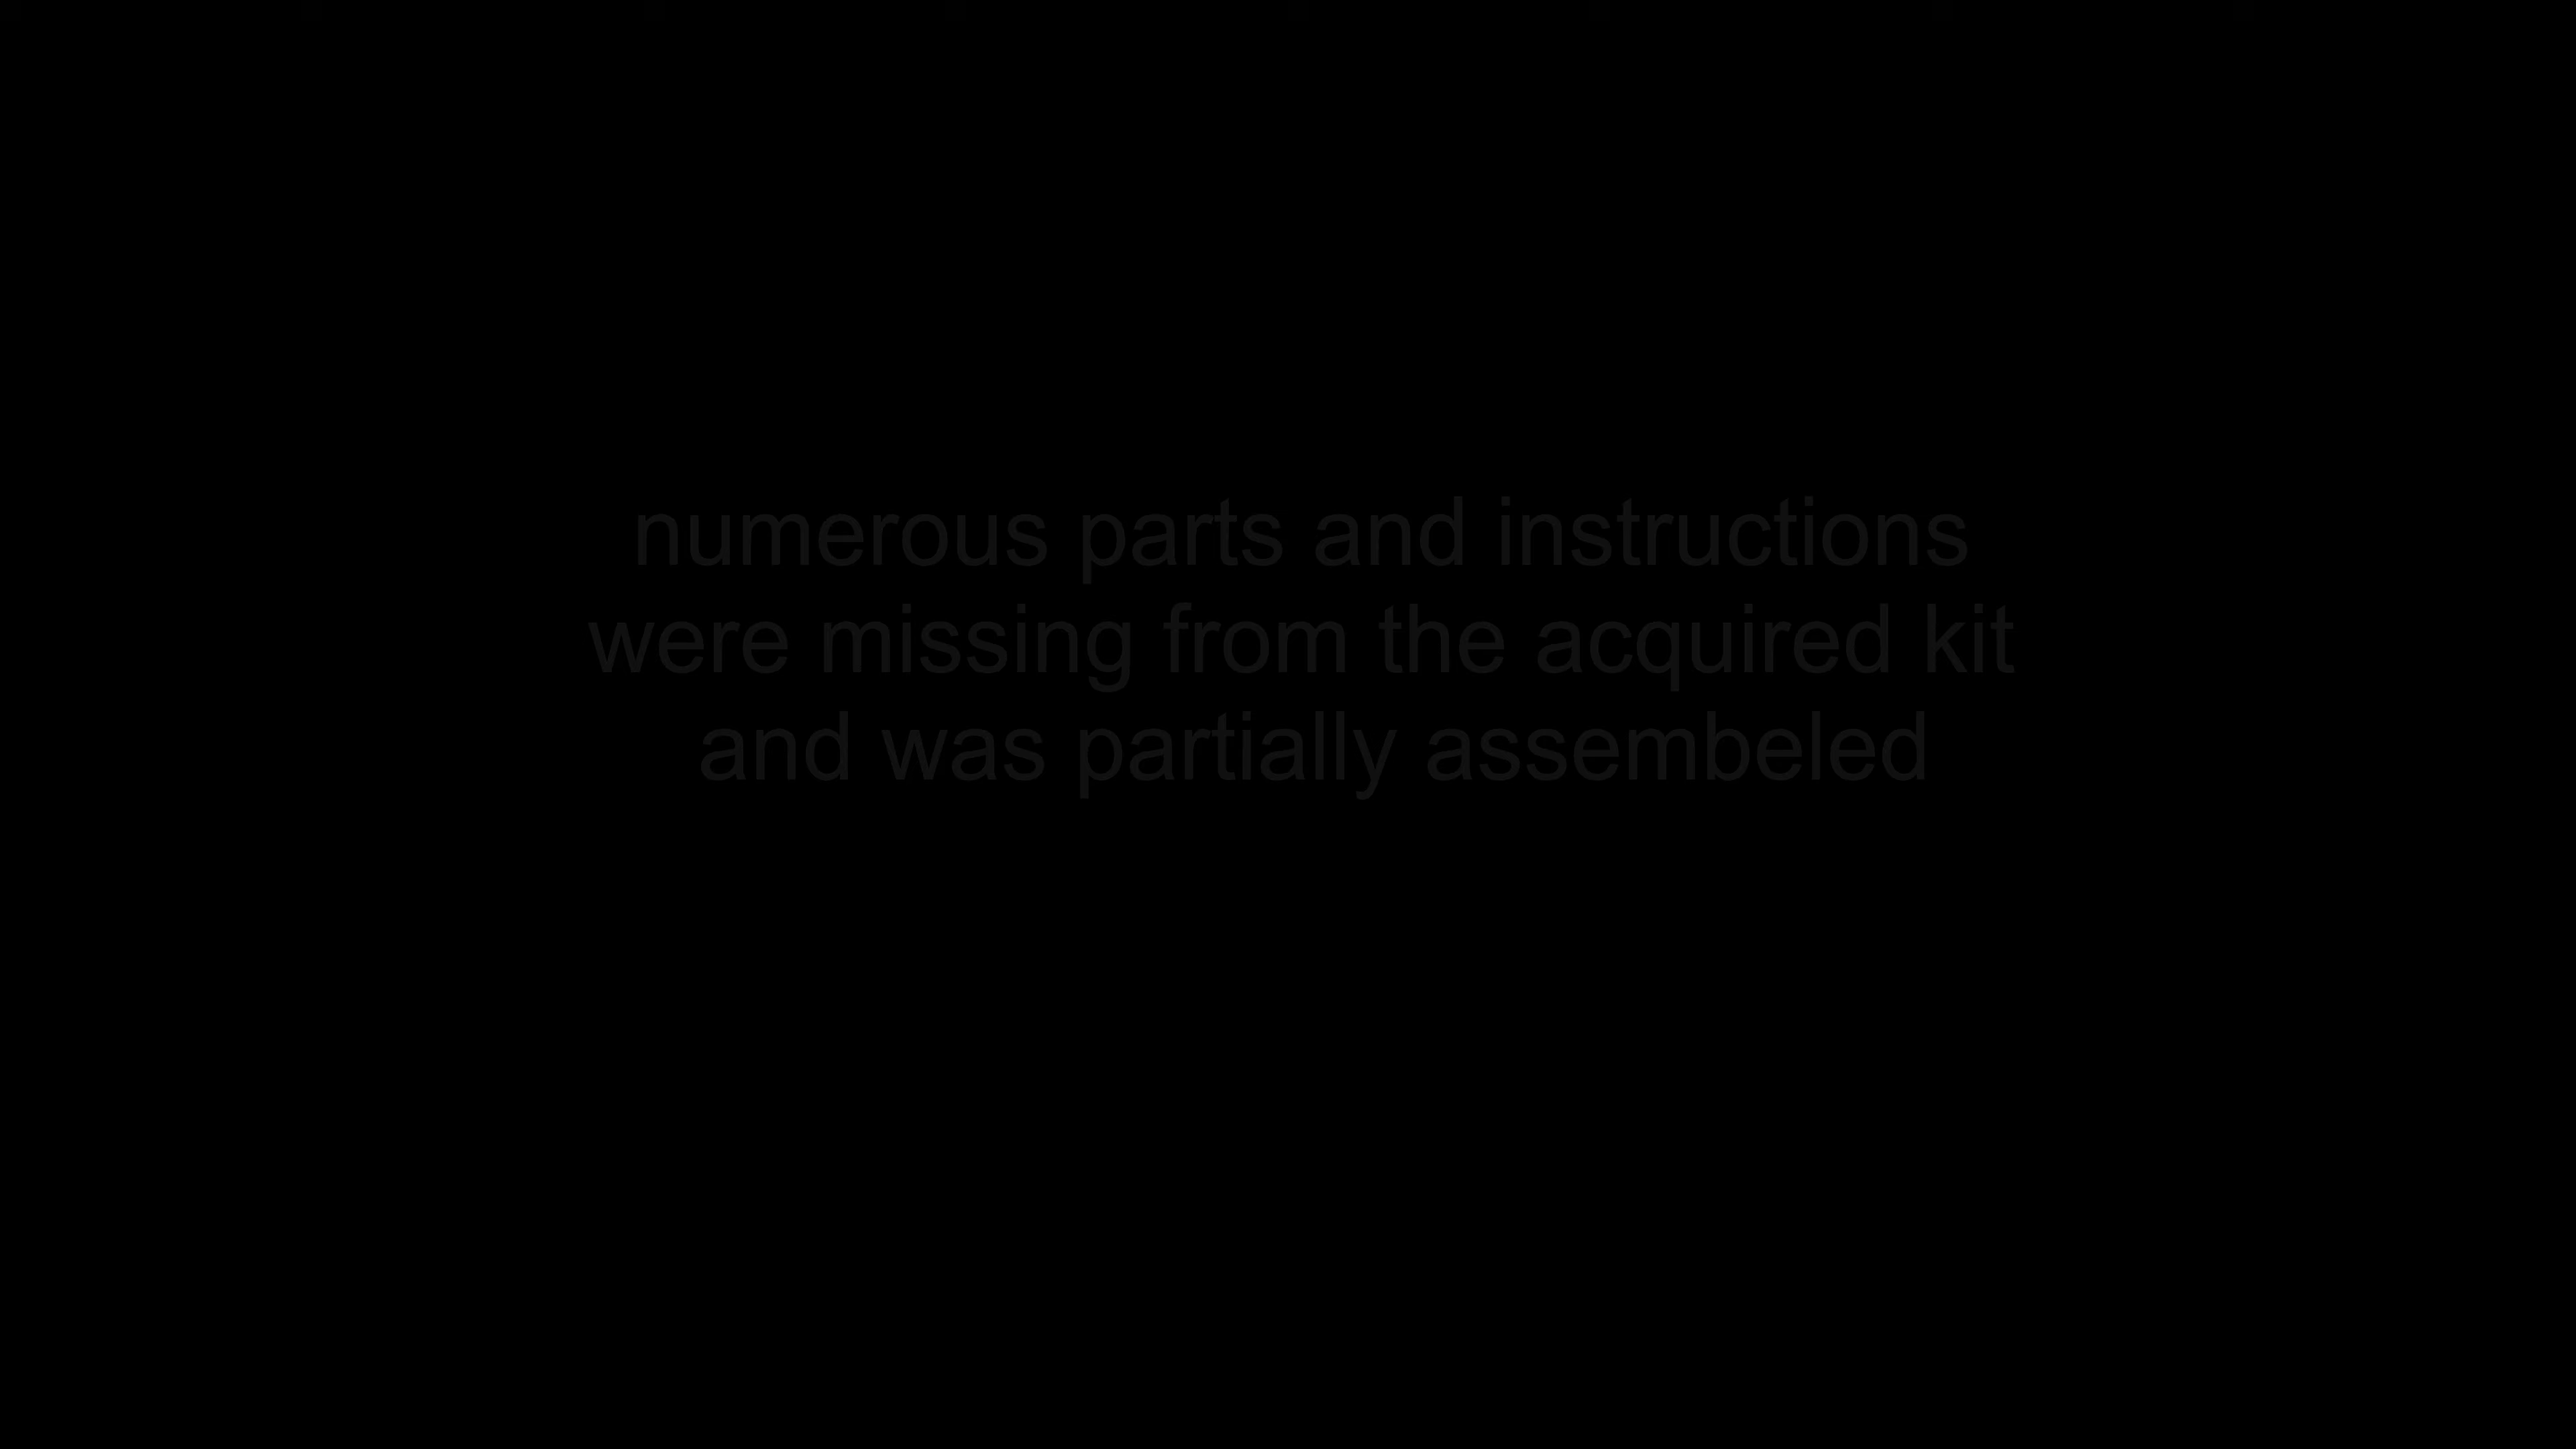 numerous parts and instructions
were missing from the acquired kit
and was partially assembeled